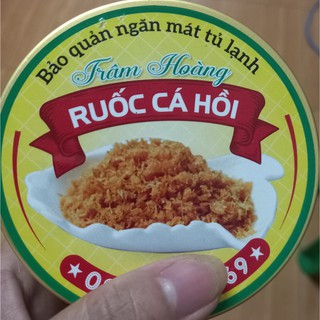 Bảo quản ngăn mát tủ lạnh
Trâm Hoàng
RUỐC CÁ HỒI